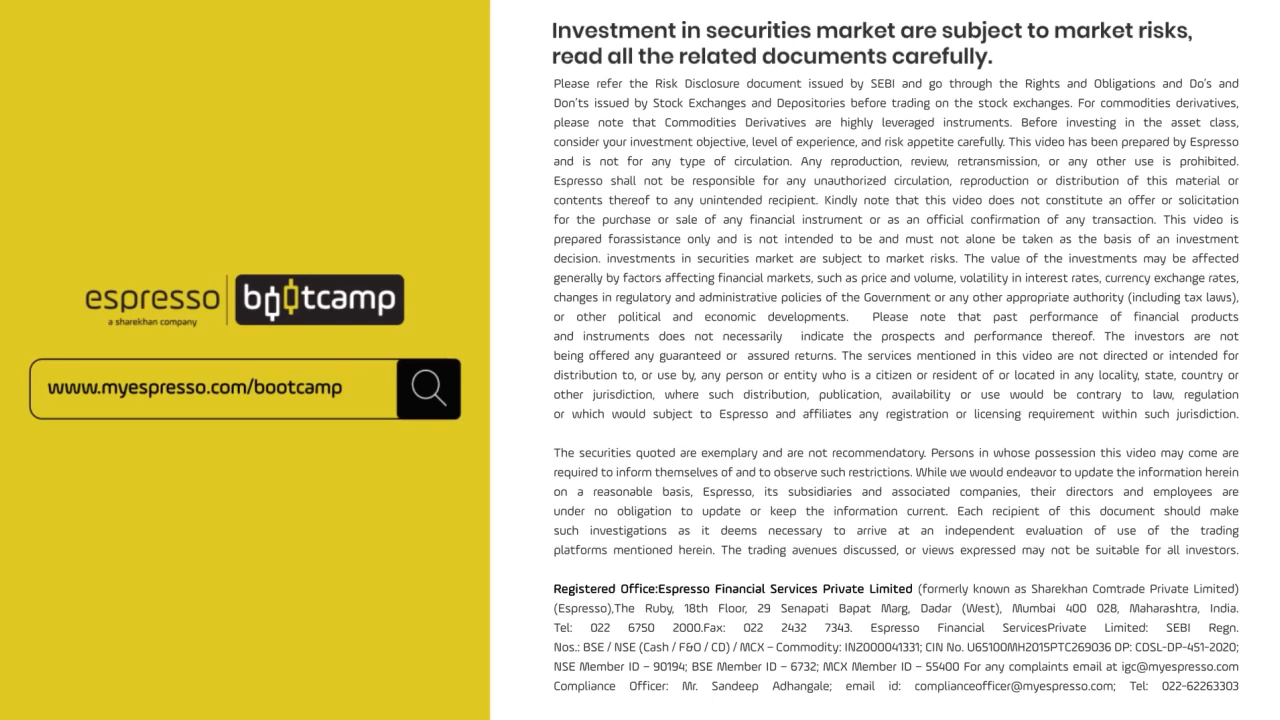 espresso
a sharekhan company
bootcamp
www.myespresso.com/bootcamp
Investment in securities market are subject to market risks,
read all the related documents carefully.
Please refer the Risk Disclosure document issued by SEBI and go through the Rights and Obligations and Do's and
Don'ts issued by Stock Exchanges and Depositories before trading on the stock exchanges. For commodities derivatives,
please note that Commodities Derivatives are highly leveraged instruments. Before investing in the asset class,
consider your investment objective, level of experience, and risk appetite carefully. This video has been prepared by Espresso
and is not for any type of circulation. Any reproduction, review, retransmission, or any other use is prohibited.
Espresso shall not be responsible for any unauthorized circulation, reproduction or distribution of this material or
contents thereof to any unintended recipient. Kindly note that this video does not constitute an offer or solicitation
for the purchase or sale of any financial instrument or as an official confirmation of any transaction. This video is
prepared forassistance only and is not intended to be and must not alone be taken as the basis of an investment
decision. investments in securities market are subject to market risks. The value of the investments may be affected
generally by factors affecting financial markets, such as price and volume, volatility in interest rates, currency exchange rates,
changes in regulatory and administrative policies of the Government or any other appropriate authority (including tax laws),
or other political and economic developments. Please note that past performance of financial products
and instruments does not necessarily indicate the prospects and performance thereof. The investors are not
being offered any guaranteed or assured returns. The services mentioned in this video are not directed or intended for
distribution to, or use by, any person or entity who is a citizen or resident of or located in any locality, state, country or
other jurisdiction, where such distribution, publication, availability or use would be contrary to law, regulation
or which would subject to Espresso and affiliates any registration or licensing requirement within such jurisdiction.
The securities quoted are exemplary and are not recommendatory. Persons in whose possession this video may come are
required to inform themselves of and to observe such restrictions. While we would endeavor to update the information herein
on a reasonable basis, Espresso, its subsidiaries and associated companies, their directors and employees are
under no obligation to update or keep the information current. Each recipient of this document should make
such investigations as it deems necessary to arrive at an independent evaluation of use of the trading
platforms mentioned herein. The trading avenues discussed, or views expressed may not be suitable for all investors.
Registered Office:Espresso Financial Services Private Limited (formerly known as Sharekhan Comtrade Private Limited)
(Espresso),The Ruby, 18th Floor, 29 Senapati Bapat Marg, Dadar (West), Mumbai 400 028, Maharashtra, India.
Tel: 022 6750 2000.Fax: 022 2432 7343. Espresso Financial ServicesPrivate Limited: SEBI Regn.
Nos.: BSE / NSE (Cash / F&O / CD) / MCX – Commodity: INZ000041331; CIN No. U65100MH2015PTC269036 DP: CDSL-DP-451-2020;
NSE Member ID – 90194; BSE Member ID – 6732; MCX Member ID – 55400 For any complaints email at igc@myespresso.com
Compliance Officer: Mr. Sandeep Adhangale; email id: complianceofficer@myespresso.com; Tel: 022-62263303